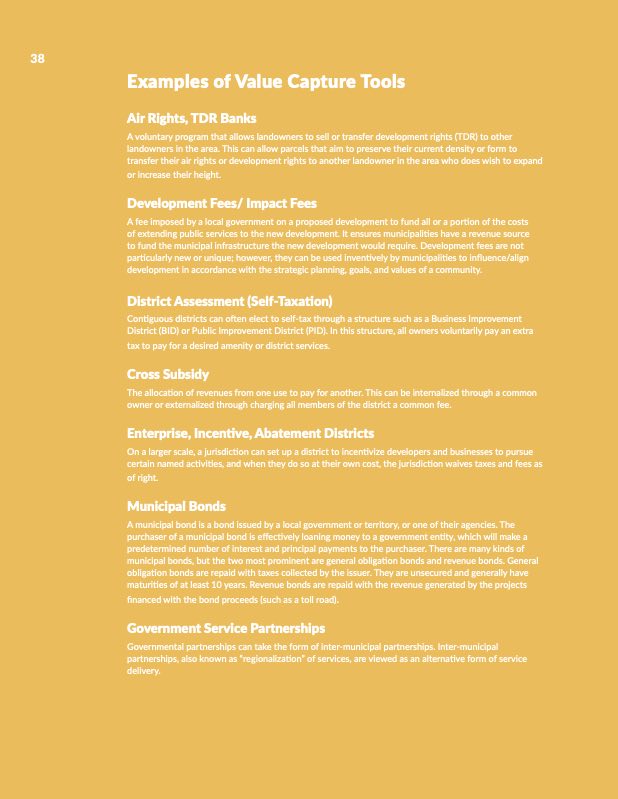 38
Examples of Value Capture Tools
Air Rights, TDR Banks
A voluntary program that allows landowners to sell or transfer development rights (TDR) to other
landowners in the area. This can allow parcels that aim to preserve their current density or form to
transfer their air rights or development rights to another landowner in the area who does wish to expand
or increase their height.
Development Fees/ Impact Fees
A fee imposed by a local government on a proposed development to fund all or a portion of the costs
of extending public services to the new development. It ensures municipalities have a revenue source
to fund the municipal infrastructure the new development would require. Development fees are not
particularly new or unique; however, they can be used inventively by municipalities to influence/align
development in accordance with the strategic planning, goals, and values of a community.
District Assessment (Self-Taxation)
Contiguous districts can often elect to self-tax through a structure such as a Business Improvement
District (BID) or Public Improvement District (PID). In this structure, all owners voluntarily pay an extra
tax to pay for a desired amenity or district services.
Cross Subsidy
The allocation of revenues from one use to pay for another. This can be internalized through a common
owner or externalized through charging all members of the district a common fee.
Enterprise, Incentive, Abatement Districts
On a larger scale, a jurisdiction can set up a district to incentivize developers and businesses to pursue
certain named activities, and when they do so at their own cost, the jurisdiction waives taxes and fees as
of right.
Municipal Bonds
A municipal bond is a bond issued by a local government or territory, or one of their agencies. The
purchaser of a municipal bond is effectively loaning money to a government entity, which will make a
predetermined number of interest and principal payments to the purchaser. There are many kinds of
municipal bonds, but the two most prominent are general obligation bonds and revenue bonds. General
obligation bonds are repaid with taxes collected by the issuer. They are unsecured and generally have
maturities of at least 10 years. Revenue bonds are repaid with the revenue generated by the projects
financed with the bond proceeds (such as a toll road).
Government Service Partnerships
Governmental partnerships can take the form of inter-municipal partnerships. Inter-municipal
partnerships, also known as "regionalization" of services, are viewed as an alternative form of service
delivery.